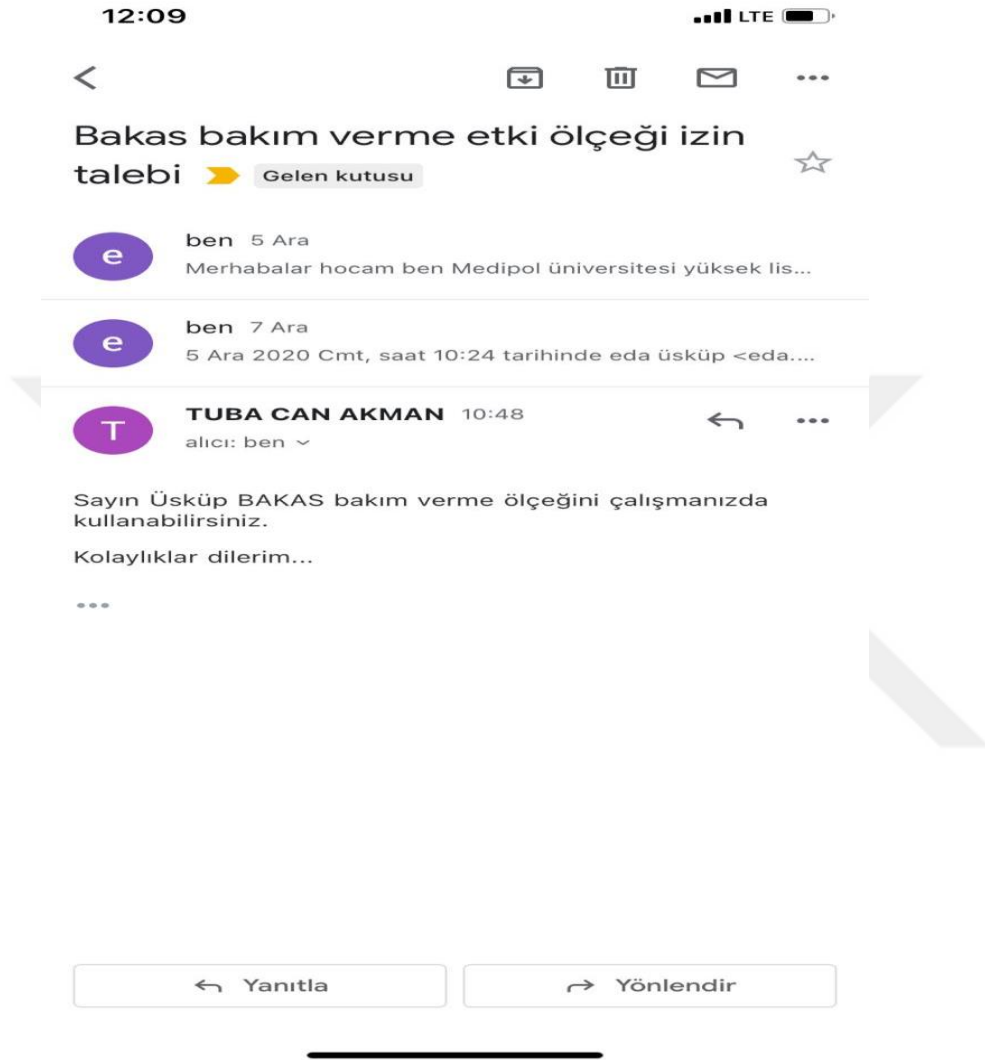 12:09
LTE
Bakas bakım verme etki ölçeği izin
talebi Gelen kutusu
e
ben 5 Ara
Merhabalar hocam ben Medipol üniversitesi yüksek lis...
e
ben 7 Ara
5 Ara 2020 Cmt, saat 10:24 tarihinde eda üsküp <eda....
T
TUBA CAN AKMAN 10:48
alıcı: ben
Sayın Üsküp BAKAS bakım verme ölçeğini çalışmanızda
kullanabilirsiniz.
Kolaylıklar dilerim...
Yanıtla
Yönlendir